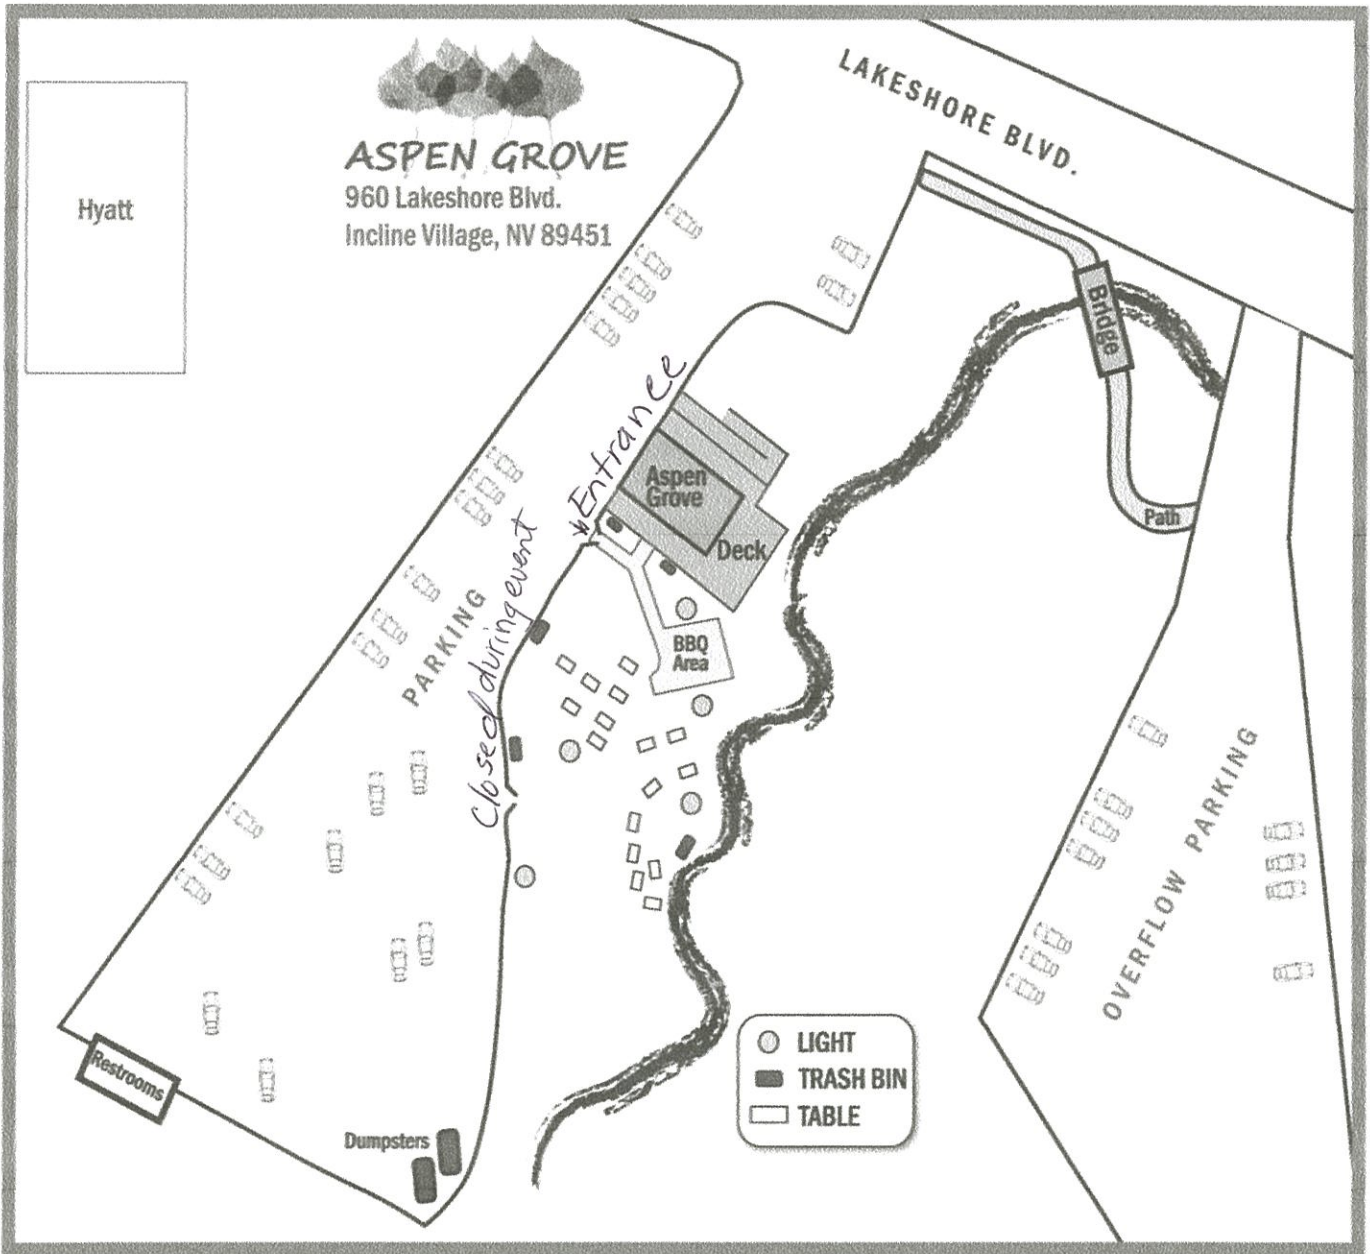 ASPEN GROVE
960 Lakeshore Blvd.
Incline Village, NV 89451
Hyatt
LAKESHORE BLVD.
Bridge
Path
Entrance
Aspen
Grove
Deck
BBQ
Area
PARKING
Closed during event
OVERFLOW PARKING
Restrooms
Dumpsters
LIGHT
TRASH BIN
TABLE